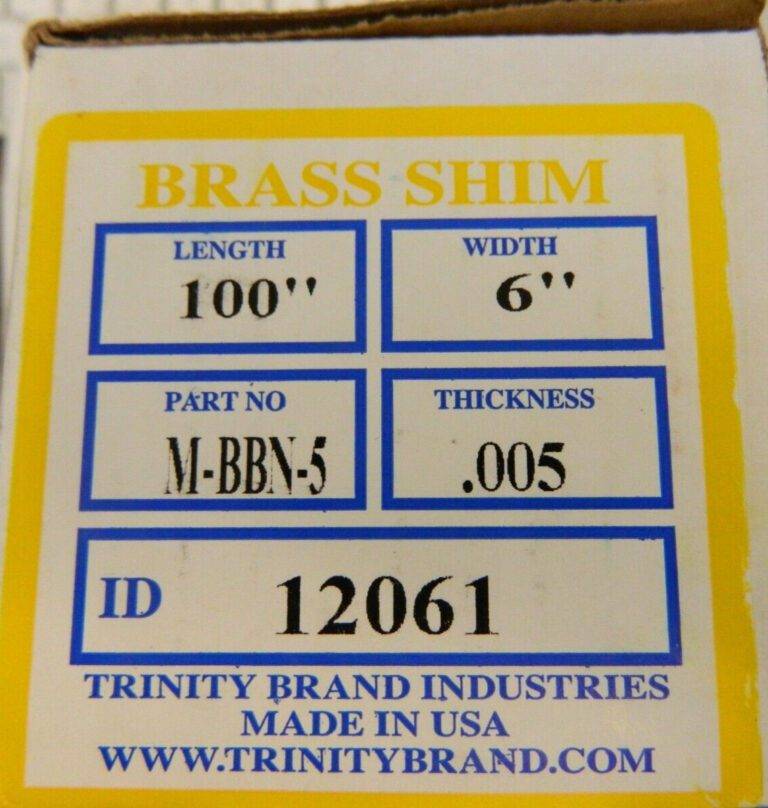 BRASS SHIM
LENGTH
100''
WIDTH
6''
PART NO
M-BBN-5
THICKNESS
.005
ID 12061
TRINITY BRAND INDUSTRIES
MADE IN USA
WWW.TRINITYBRAND.COM